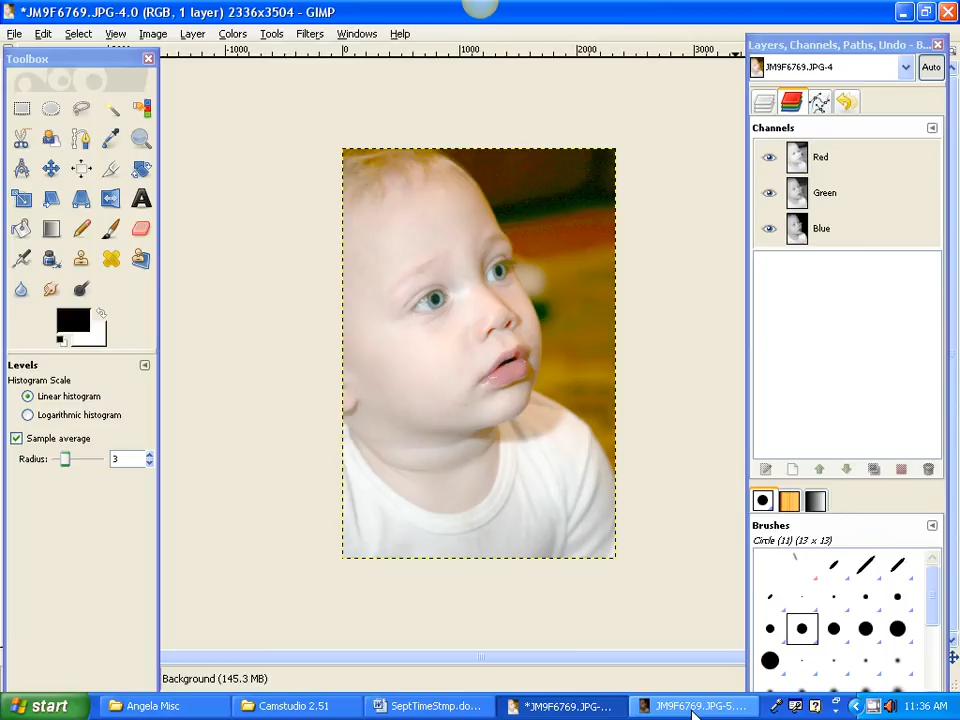 *JM9F6769.JPG-4.0 (RGB, 1 layer) 2336x3504 – GIMP
File Edit Select View Image Layer Colors Tools Filters Windows Help
Toolbox
-1000 0 1000 2000 3000
Layers, Channels, Paths, Undo - B...
JM9F6769.JPG-4 Auto
Channels
Red
Green
Blue
Levels
Histogram Scale
Linear histogram
Logarithmic histogram
Sample average
Radius: 3
Brushes
Circle (11) (13 x 13)
Background (145.3 MB)
start Angela Misc Camstudio 2.51 SeptTimeStmp.do... *JM9F6769.JPG-... JM9F6769.JPG-5.... 11:36 AM